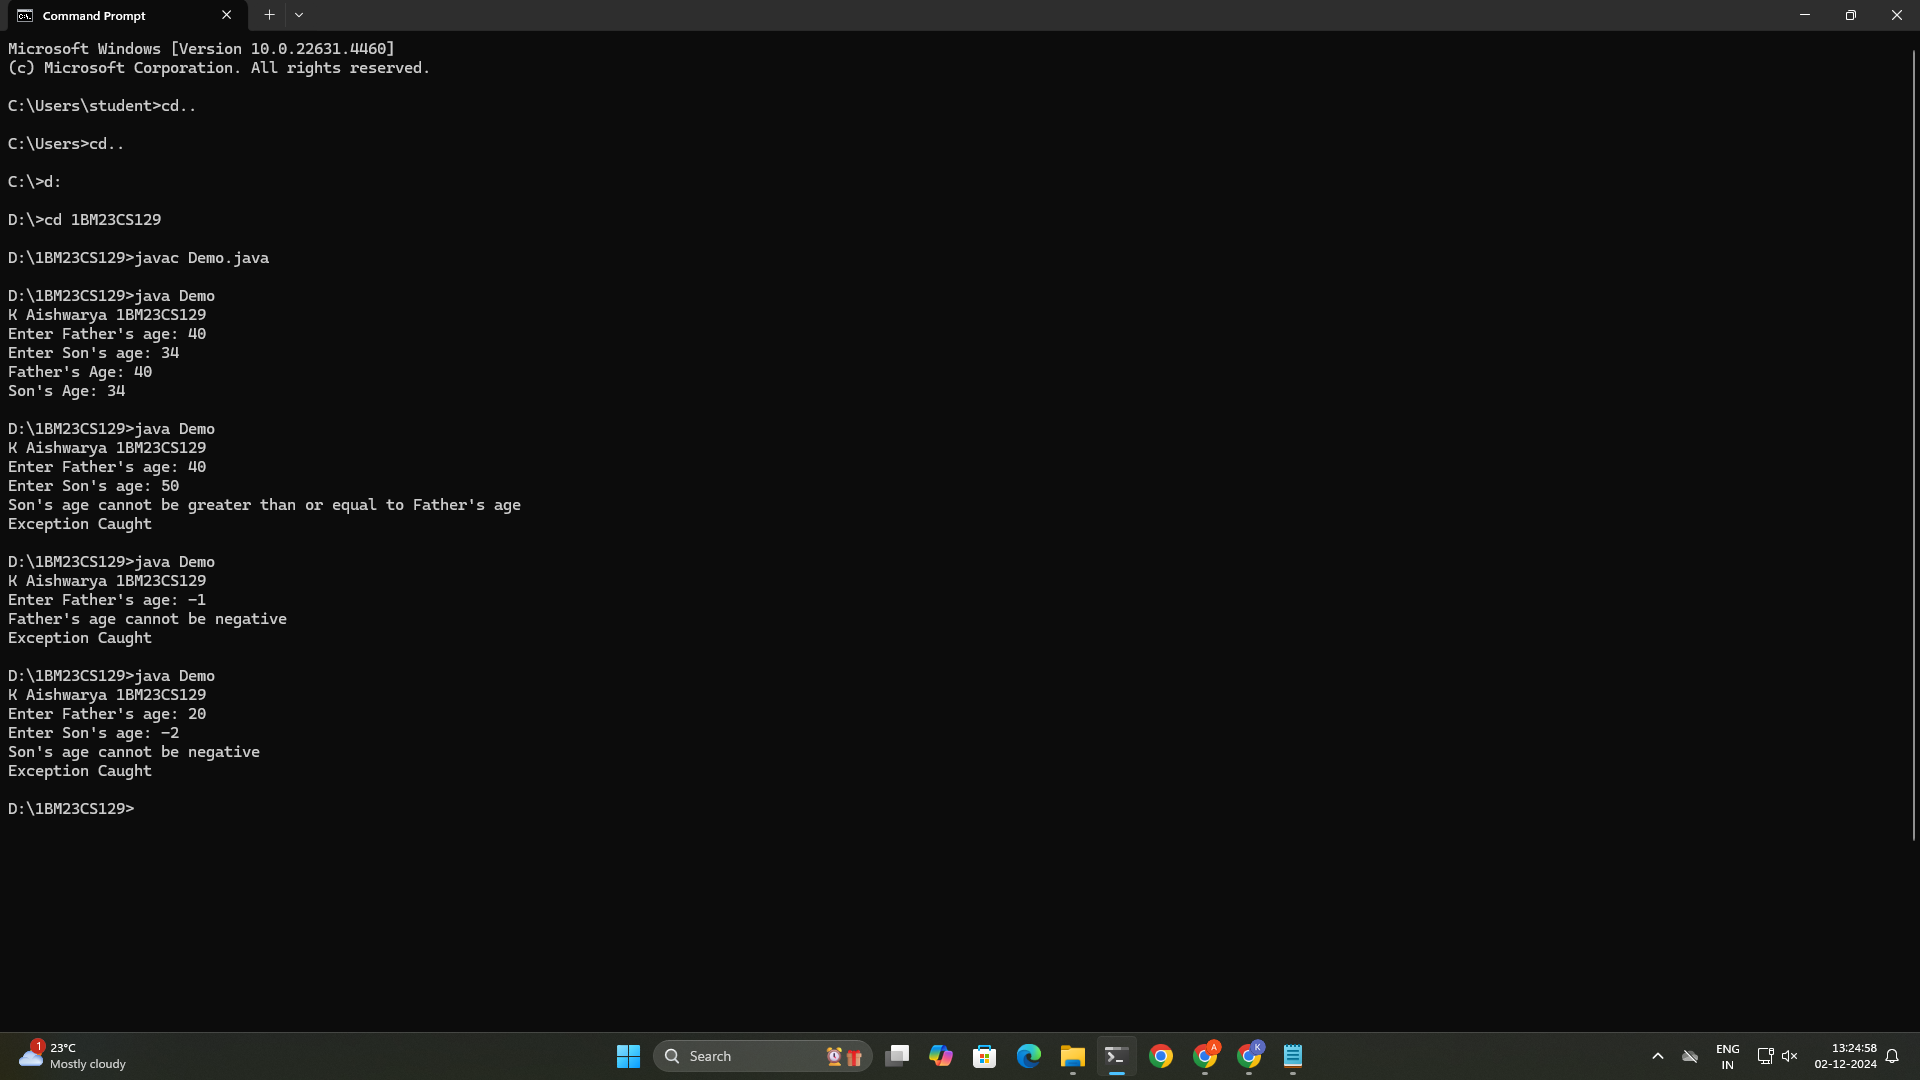 Command Prompt
Microsoft Windows [Version 10.0.22631.4460]
(c) Microsoft Corporation. All rights reserved.
C:\Users\student>cd..
C:\Users>cd..
C:\>d:
D:\>cd 1BM23CS129
D:\1BM23CS129>javac Demo.java
D:\1BM23CS129>java Demo
K Aishwarya 1BM23CS129
Enter Father's age: 40
Enter Son's age: 34
Father's Age: 40
Son's Age: 34
D:\1BM23CS129>java Demo
K Aishwarya 1BM23CS129
Enter Father's age: 40
Enter Son's age: 50
Son's age cannot be greater than or equal to Father's age
Exception Caught
D:\1BM23CS129>java Demo
K Aishwarya 1BM23CS129
Enter Father's age: -1
Father's age cannot be negative
Exception Caught
D:\1BM23CS129>java Demo
K Aishwarya 1BM23CS129
Enter Father's age: 20
Enter Son's age: -2
Son's age cannot be negative
Exception Caught
D:\1BM23CS129>
1
23°C
Mostly cloudy
Search
A
K
ENG
IN
13:24:58
02-12-2024